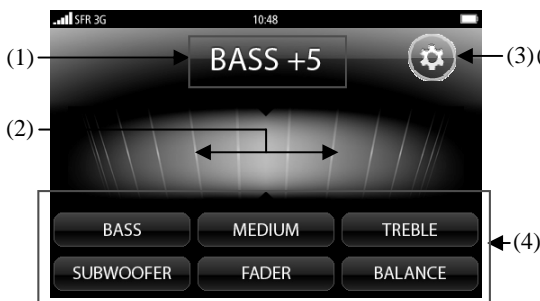 SFR 3G 10:48
(1) BASS +5 (3)(
(2)
BASS MEDIUM TREBLE
(4)
SUBWOOFER FADER BALANCE